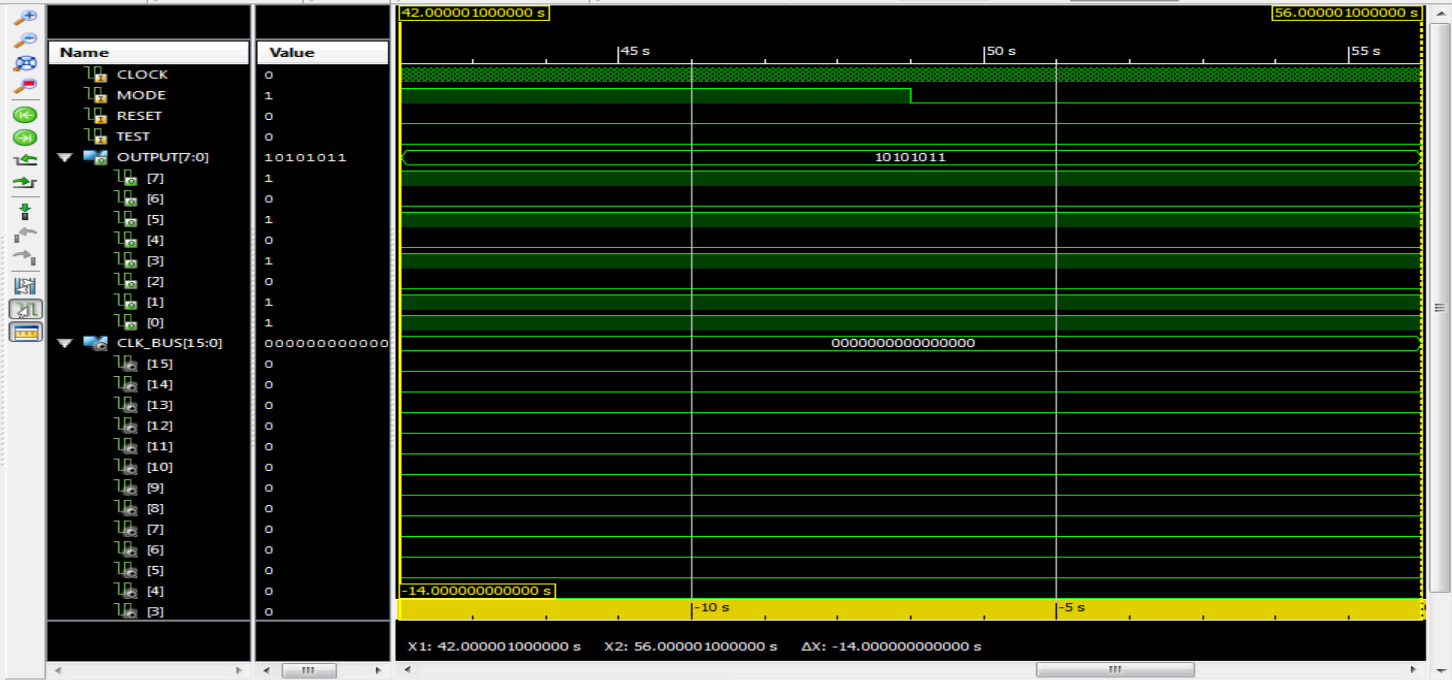 42.000001000000 s 56.000001000000 s
Name Value 45 s 50 s 55 s
CLOCK 0
MODE 1
RESET 0
TEST 0
OUTPUT[7:0] 10101011 10101011
[7] 1
[6] 0
[5] 1
[4] 0
[3] 1
[2] 0
[1] 1
[0] 1
CLK_BUS[15:0] 000000000000 0000000000000000
[15] 0
[14] 0
[13] 0
[12] 0
[11] 0
[10] 0
[9] 0
[8] 0
[7] 0
[6] 0
[5] 0
[4] 0 -14.000000000000 s
[3] 0 -10 s -5 s
X1: 42.000001000000 s X2: 56.000001000000 s ΔX: -14.000000000000 s